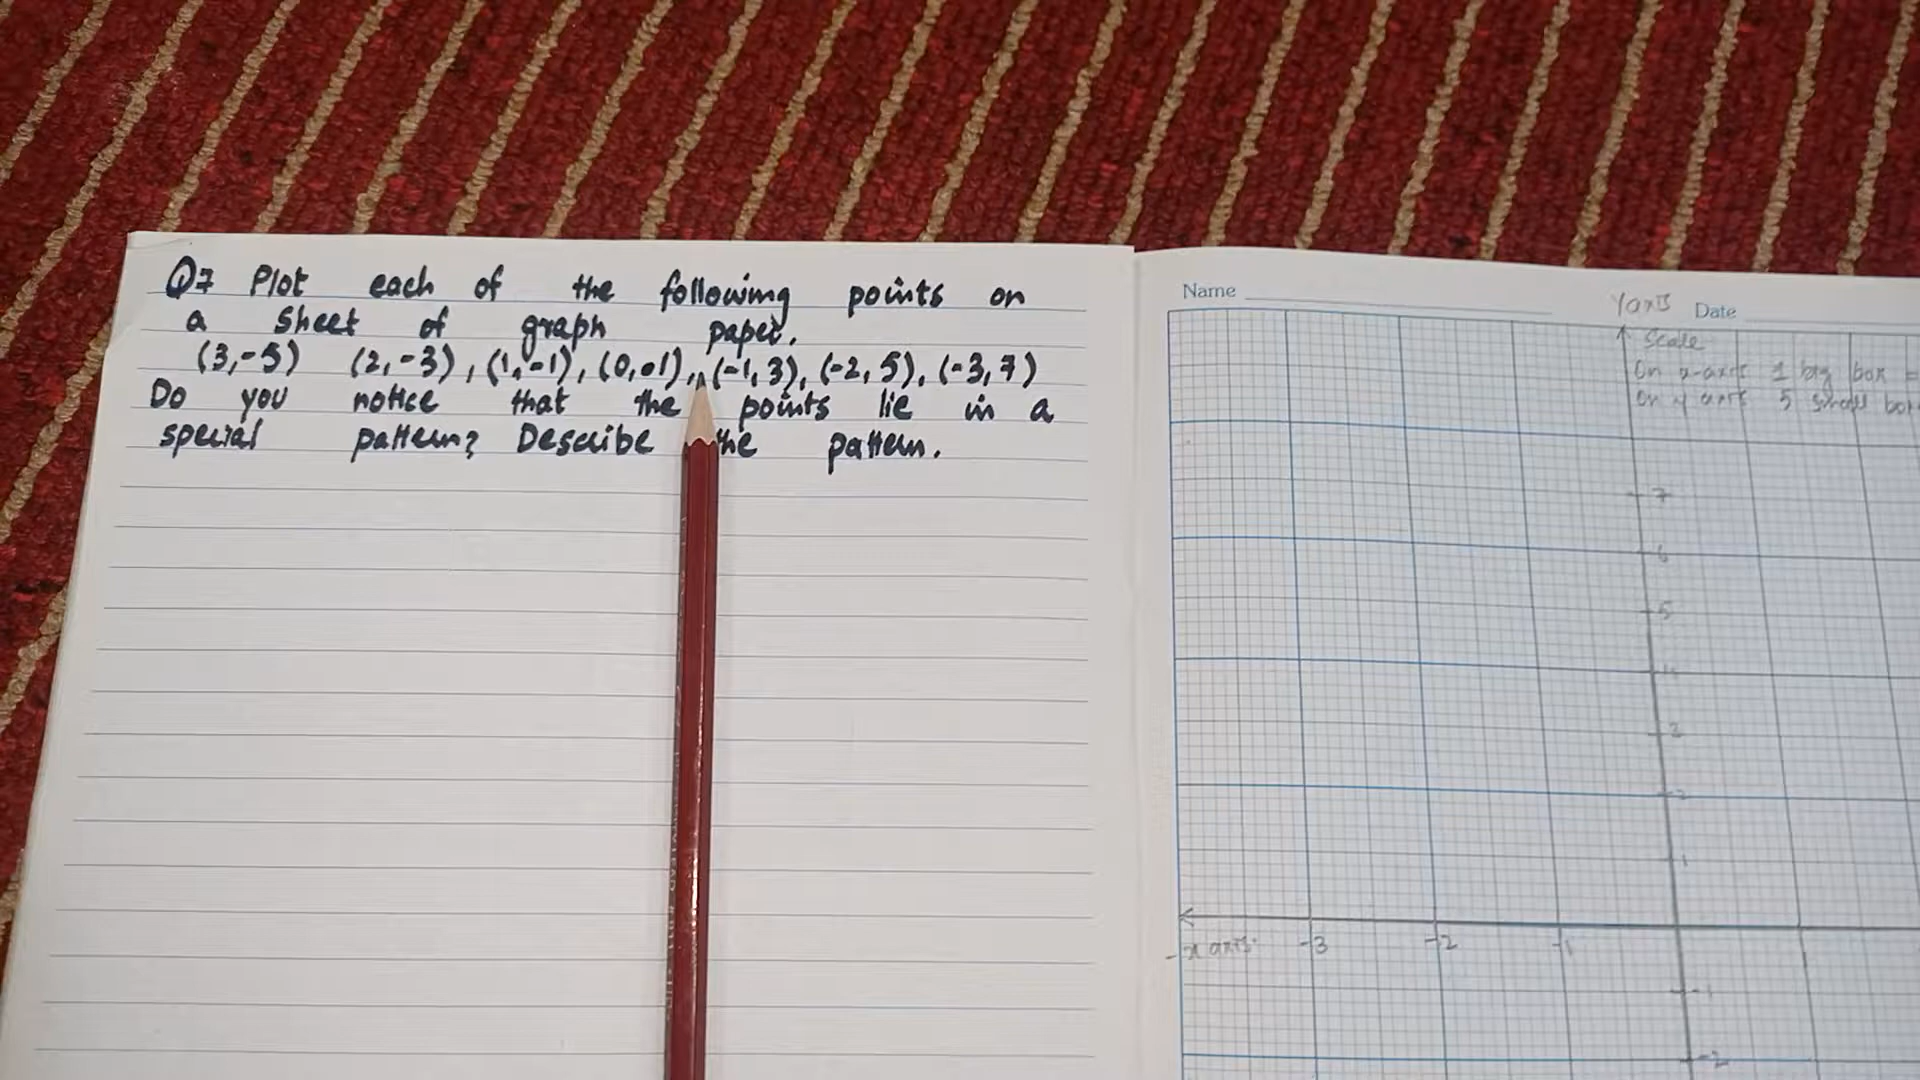 Q7 Plot each of the following points on
a sheet of graph paper.
(3,-5) (2,-3), (1,-1), (0,1), (-1,3), (-2,5), (-3,7)
Do you notice that the points lie in a
special pattern? Describe the pattern.
Name
Y axis
Date
Scale
On x-axis 1 big box =
on y axis 5 small box
7
6
5
4
3
2
1
-x axis
-3
-2
-1
-1
-2